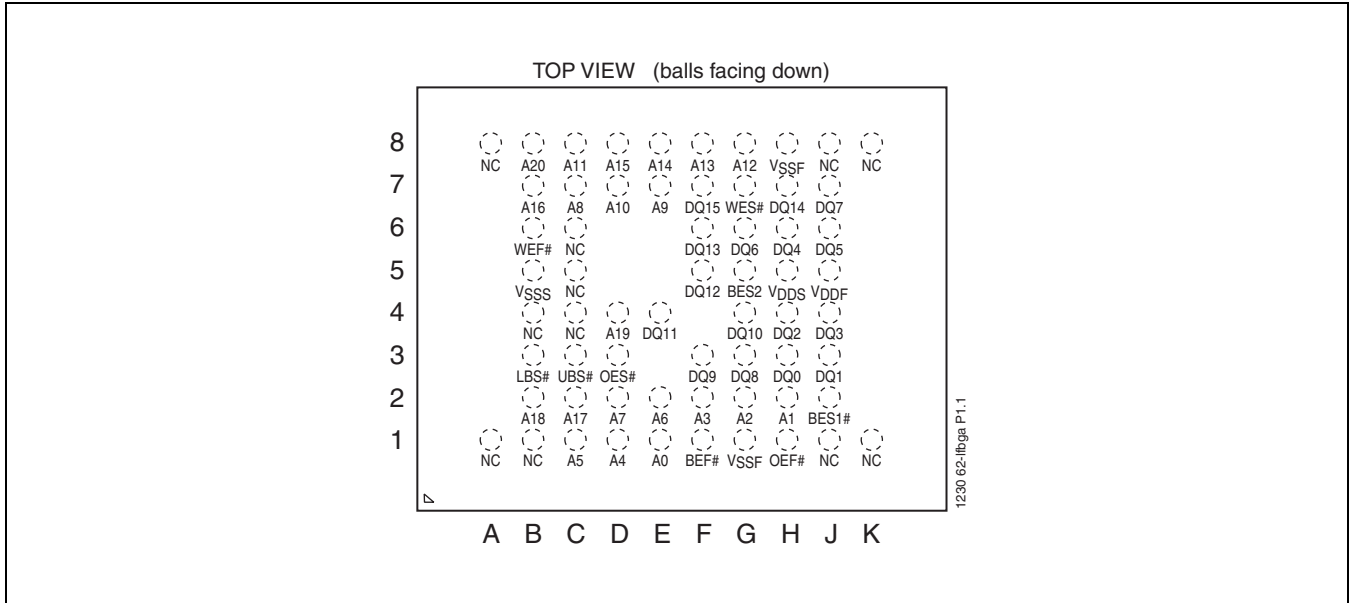 TOP VIEW (balls facing down)
8
NC A20 A11 A15 A14 A13 A12 VSSF NC NC
7
A16 A8 A10 A9 DQ15 WES# DQ14 DQ7
6
WEF# NC DQ13 DQ6 DQ4 DQ5
5
VSSS NC DQ12 BES2 VDDS VDDF
4
NC NC A19 DQ11 DQ10 DQ2 DQ3
3
LBS# UBS# OES# DQ9 DQ8 DQ0 DQ1
2
A18 A17 A7 A6 A3 A2 A1 BES1#
1
NC NC A5 A4 A0 BEF# VSSF OEF# NC NC
A B C D E F G H J K
1230 62-lfbga P1.1